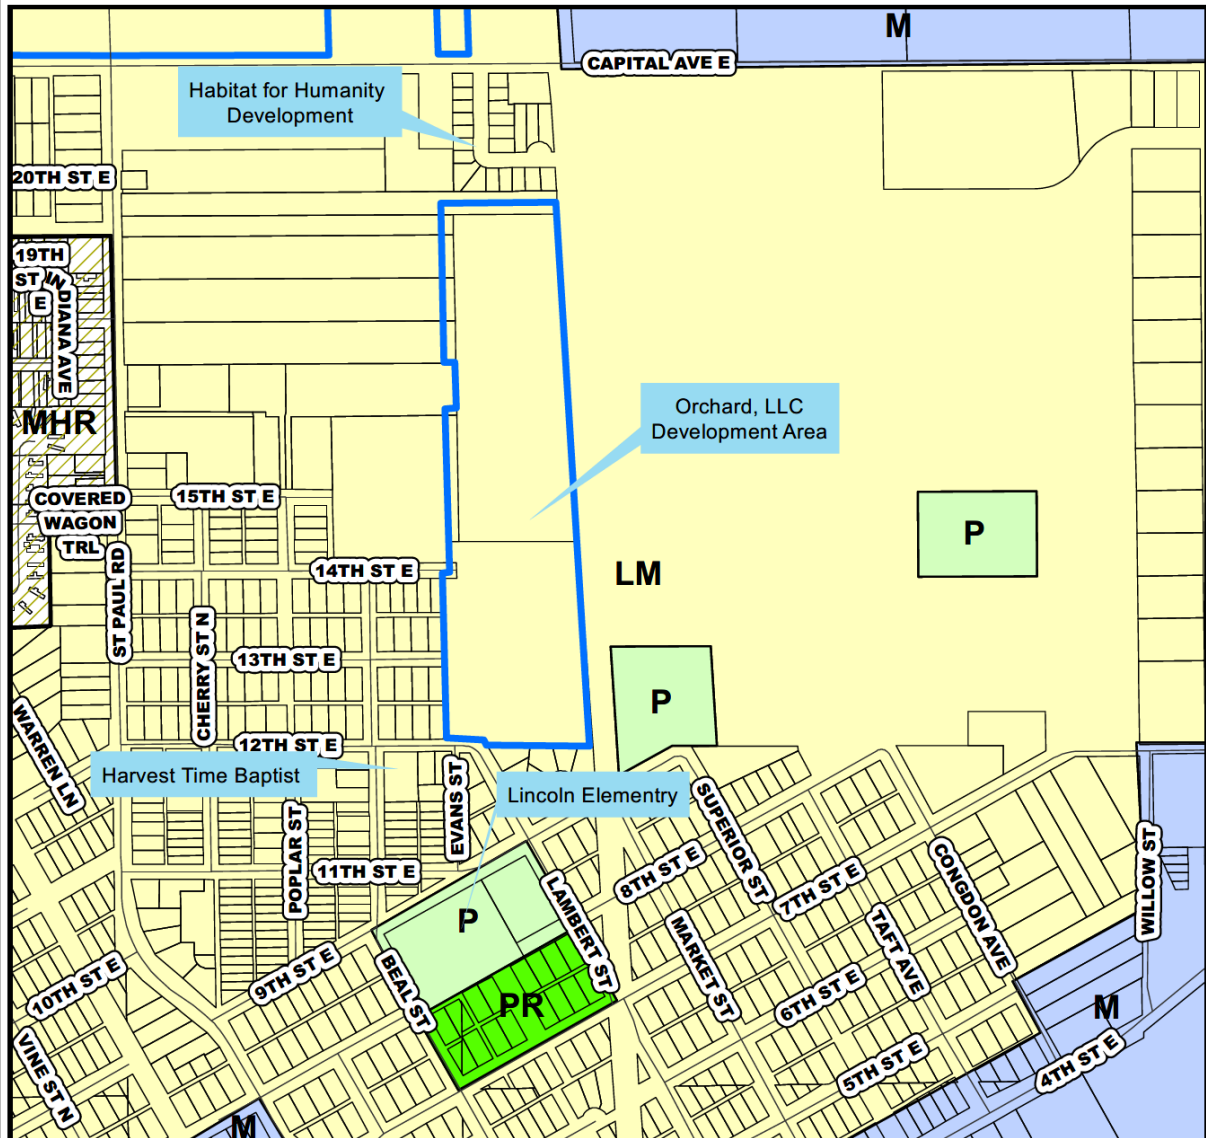 M
CAPITAL AVE E
Habitat for Humanity
Development
20TH ST E
19TH
ST IN
E
DIANA AVE
MHR
Orchard, LLC
Development Area
COVERED
WAGON
TRL
15TH ST E
P
ST PAUL RD
14TH ST E
LM
CHERRY ST N
13TH ST E
P
WARREN LN
12TH ST E
Harvest Time Baptist
EVANS ST
Lincoln Elementry
SUPERIOR ST
POPLAR ST
11TH ST E
8TH ST E
7TH ST E
CONGDON AVE
WILLOW ST
P
LAMBERT ST
MARKET ST
TAFT AVE
10TH ST E
9TH ST E
BEAL ST
PR
6TH ST E
M
VINE ST N
5TH ST E
4TH ST E
M